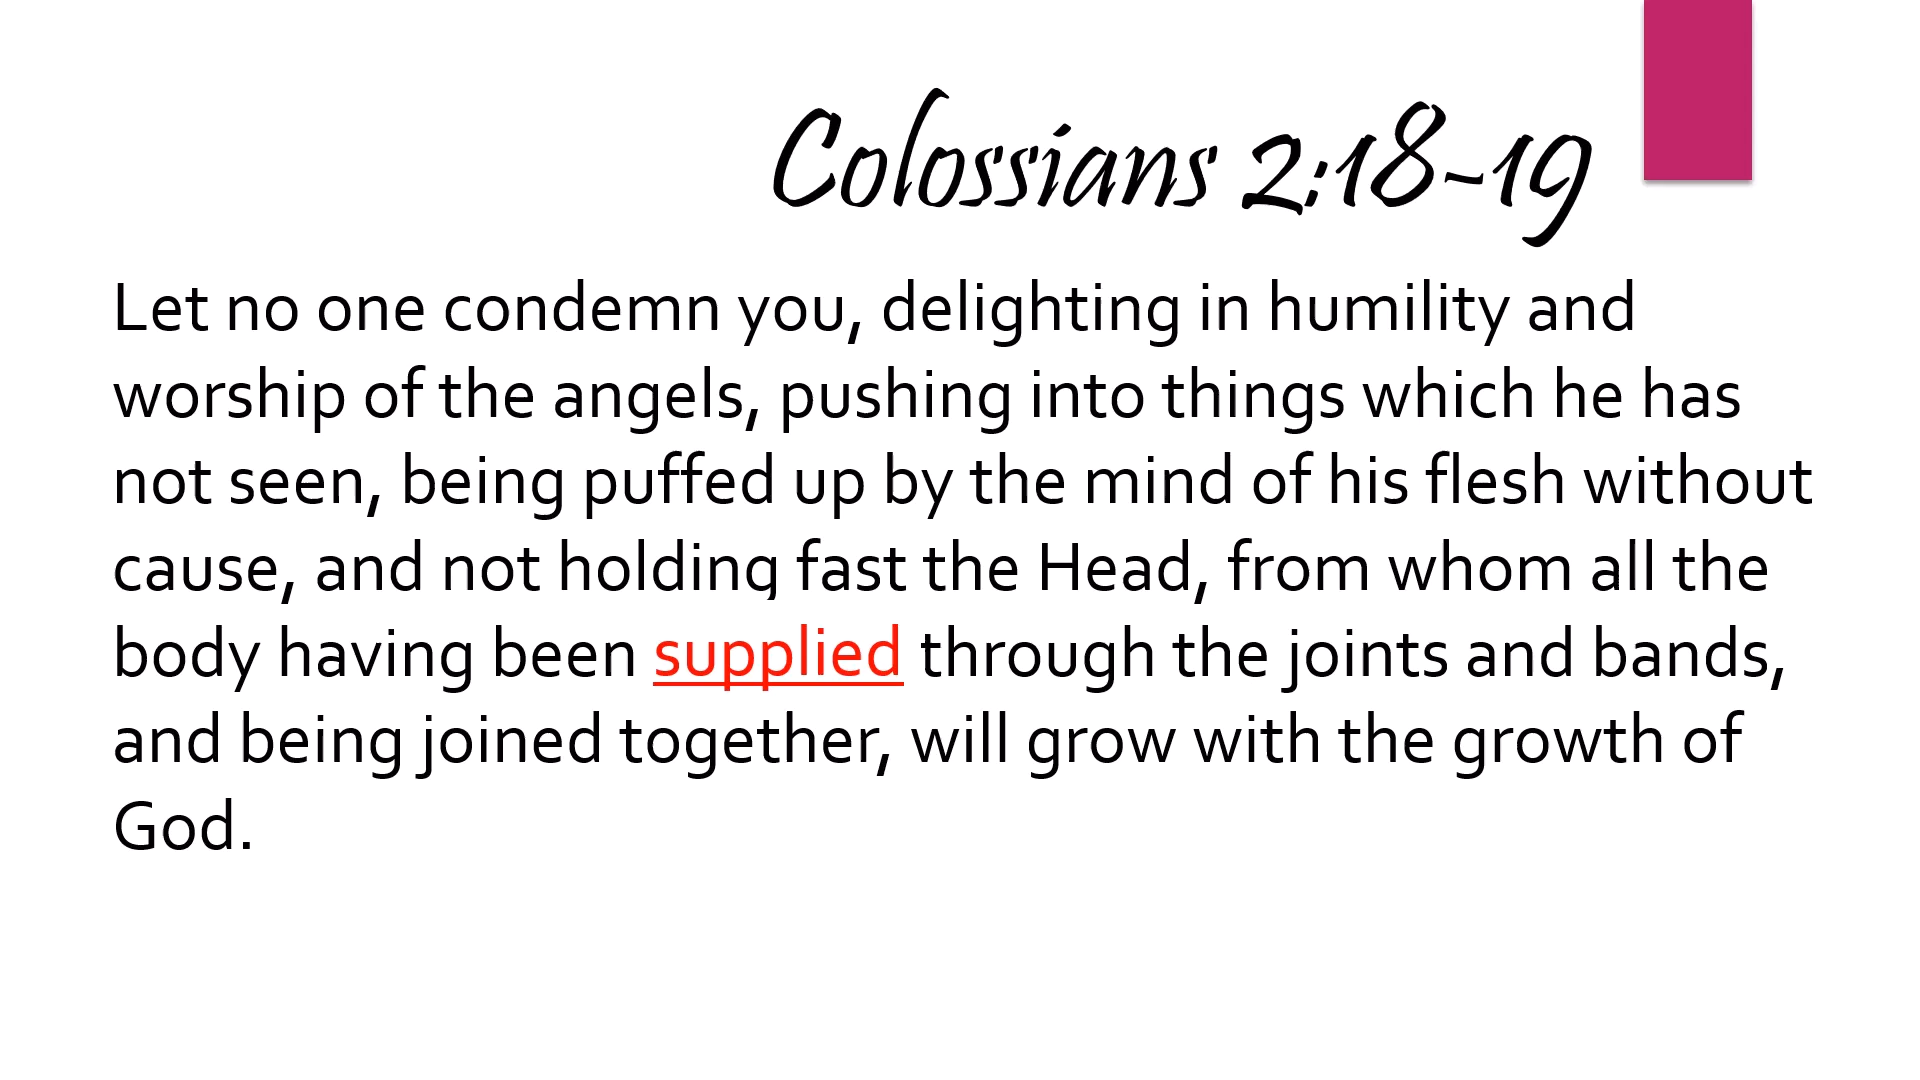 Colossians 2:18-19
Let no one condemn you, delighting in humility and
worship of the angels, pushing into things which he has
not seen, being puffed up by the mind of his flesh without
cause, and not holding fast the Head, from whom all the
body having been supplied through the joints and bands,
and being joined together, will grow with the growth of
God.